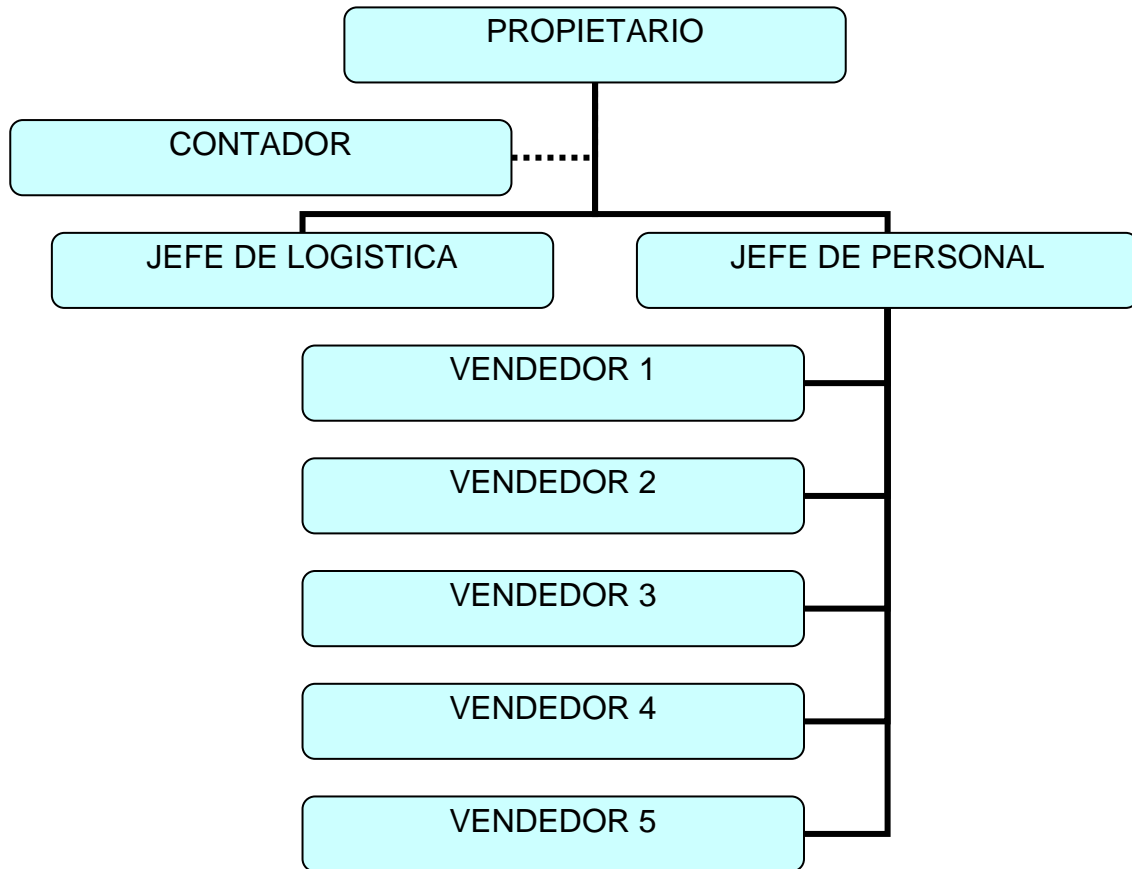 PROPIETARIO
CONTADOR
JEFE DE LOGISTICA
JEFE DE PERSONAL
VENDEDOR 1
VENDEDOR 2
VENDEDOR 3
VENDEDOR 4
VENDEDOR 5